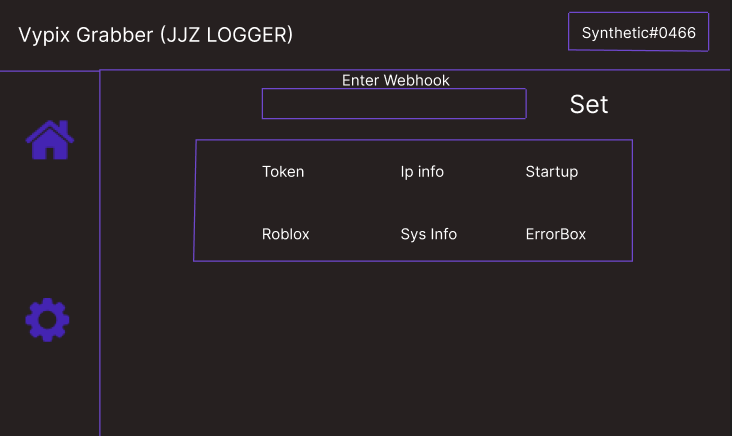 Vypix Grabber (JJZ LOGGER)
Synthetic#0466
Enter Webhook
Set
Token Ip info Startup
Roblox Sys Info ErrorBox